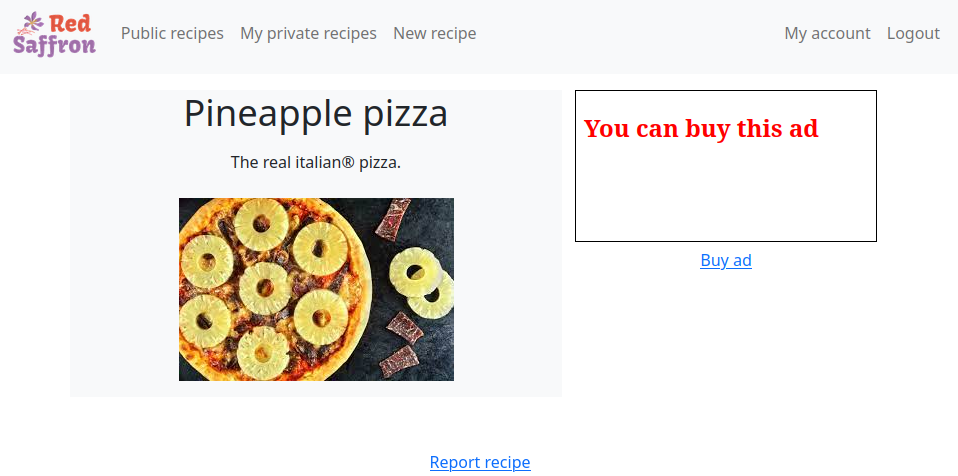 Red
Saffron
Public recipes
My private recipes
New recipe
My account
Logout
Pineapple pizza
The real italian® pizza.
You can buy this ad
Buy ad
Report recipe